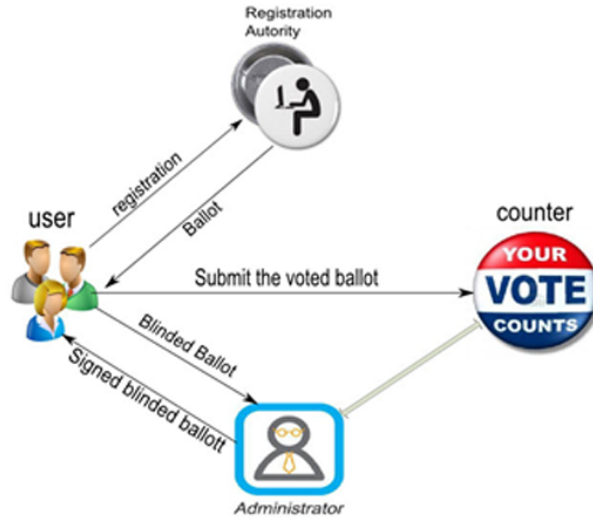 Registration
Autority
registration
Ballot
user
counter
Submit the voted ballot
YOUR
VOTE
COUNTS
Blinded Ballot
Signed blinded ballott
Administrator